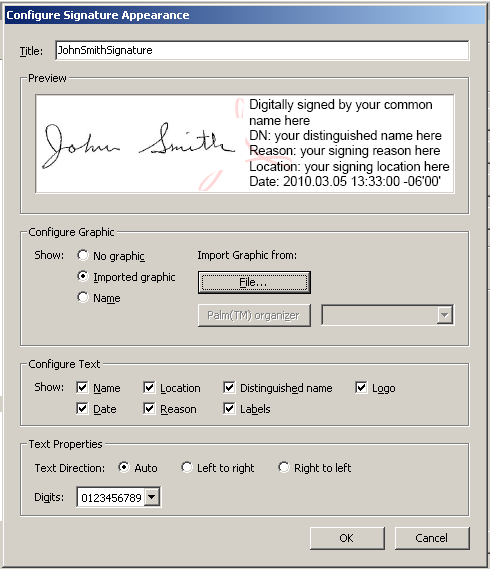 Configure Signature Appearance
Title: JohnSmithSignature
Preview
John Smith
Digitally signed by your common
name here
DN: your distinguished name here
Reason: your signing reason here
Location: your signing location here
Date: 2010.03.05 13:33:00 -06'00'
Configure Graphic
Show: No graphic Import Graphic from:
Imported graphic File...
Name
Palm(TM) organizer
Configure Text
Show: Name Location Distinguished name Logo
Date Reason Labels
Text Properties
Text Direction: Auto Left to right Right to left
Digits: 0123456789
OK Cancel